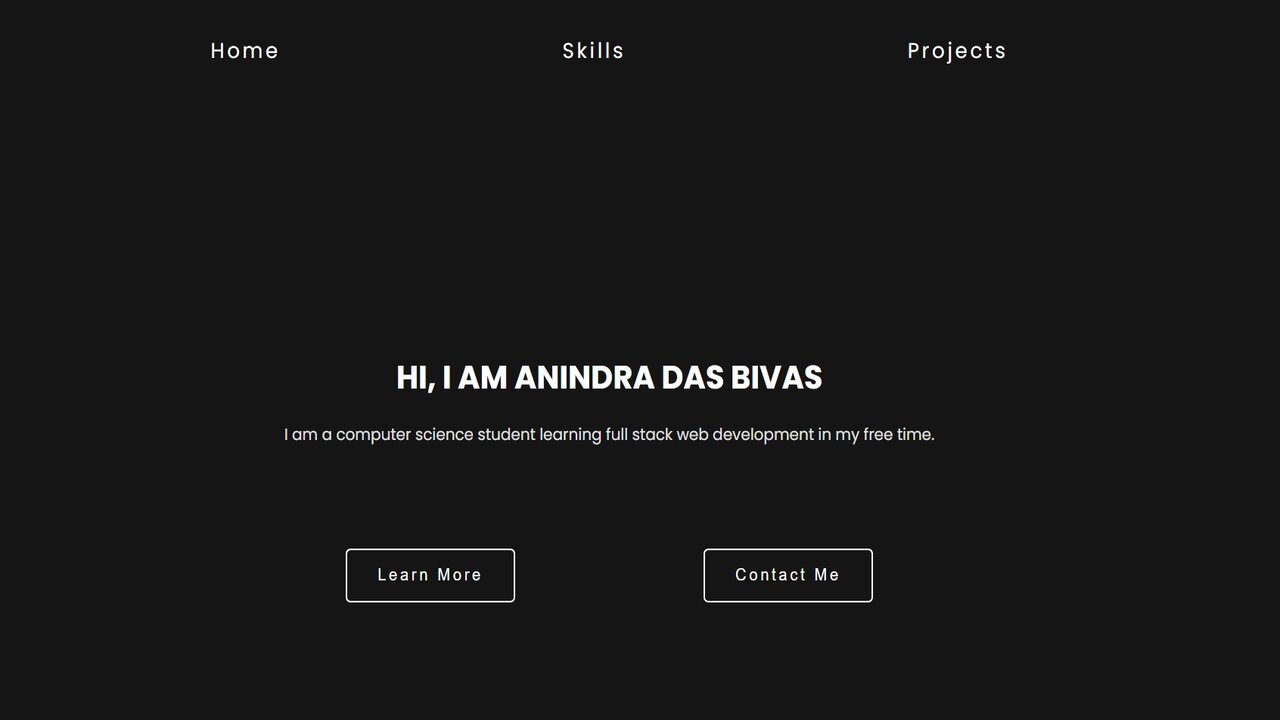 Home Skills Projects
HI, I AM ANINDRA DAS BIVAS
I am a computer science student learning full stack web development in my free time.
Learn More Contact Me